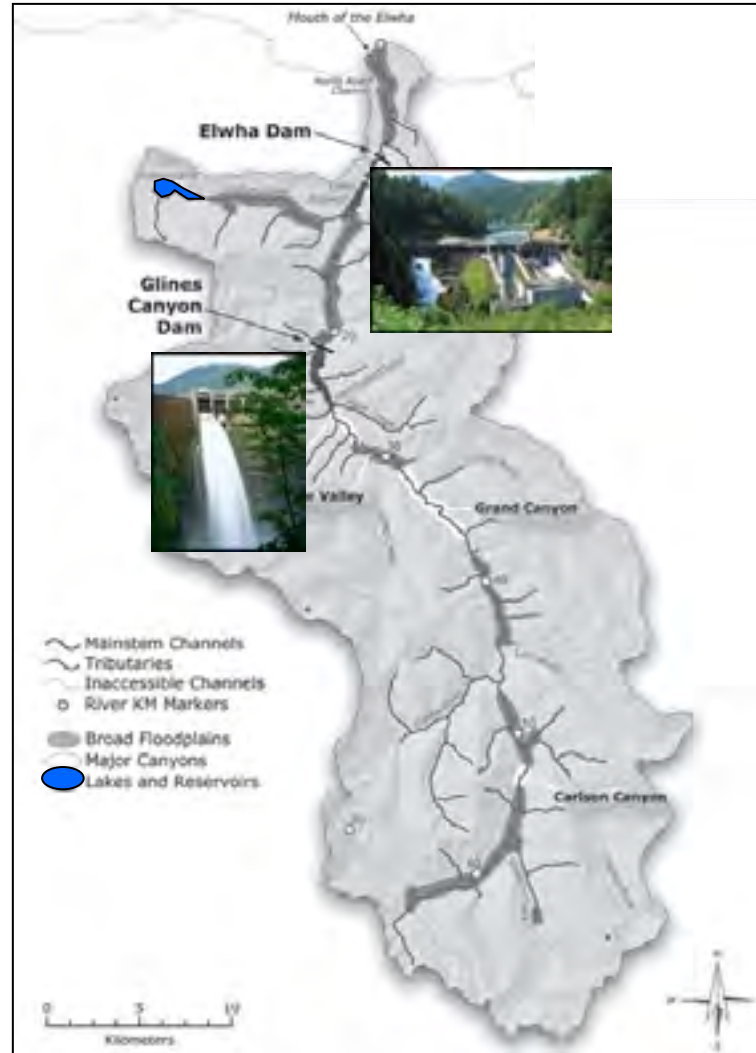 Mouth of the Elwha
Elwha Dam
Glines
Canyon
Dam
Valley
Grand Canyon
Carlson Canyon
Mainstem Channels
Tributaries
Inaccessible Channels
River KM Markers
Broad Floodplains
Major Canyons
Lakes and Reservoirs
0 5 10
Kilometers